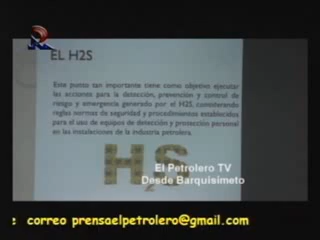 EL H2S
Este punto tan importante tiene como objetivo ejecutar
las acciones para la detección, prevención y control de
riesgo y emergencia generado por el H2S, considerando
reglas normas de seguridad y procedimientos establecidos
para el uso de equipos de detección y protección personal
en las instalaciones de la industria petrolera.
H2S
El Petrolero TV
Desde Barquisimeto
: correo prensaelpetrolero@gmail.com